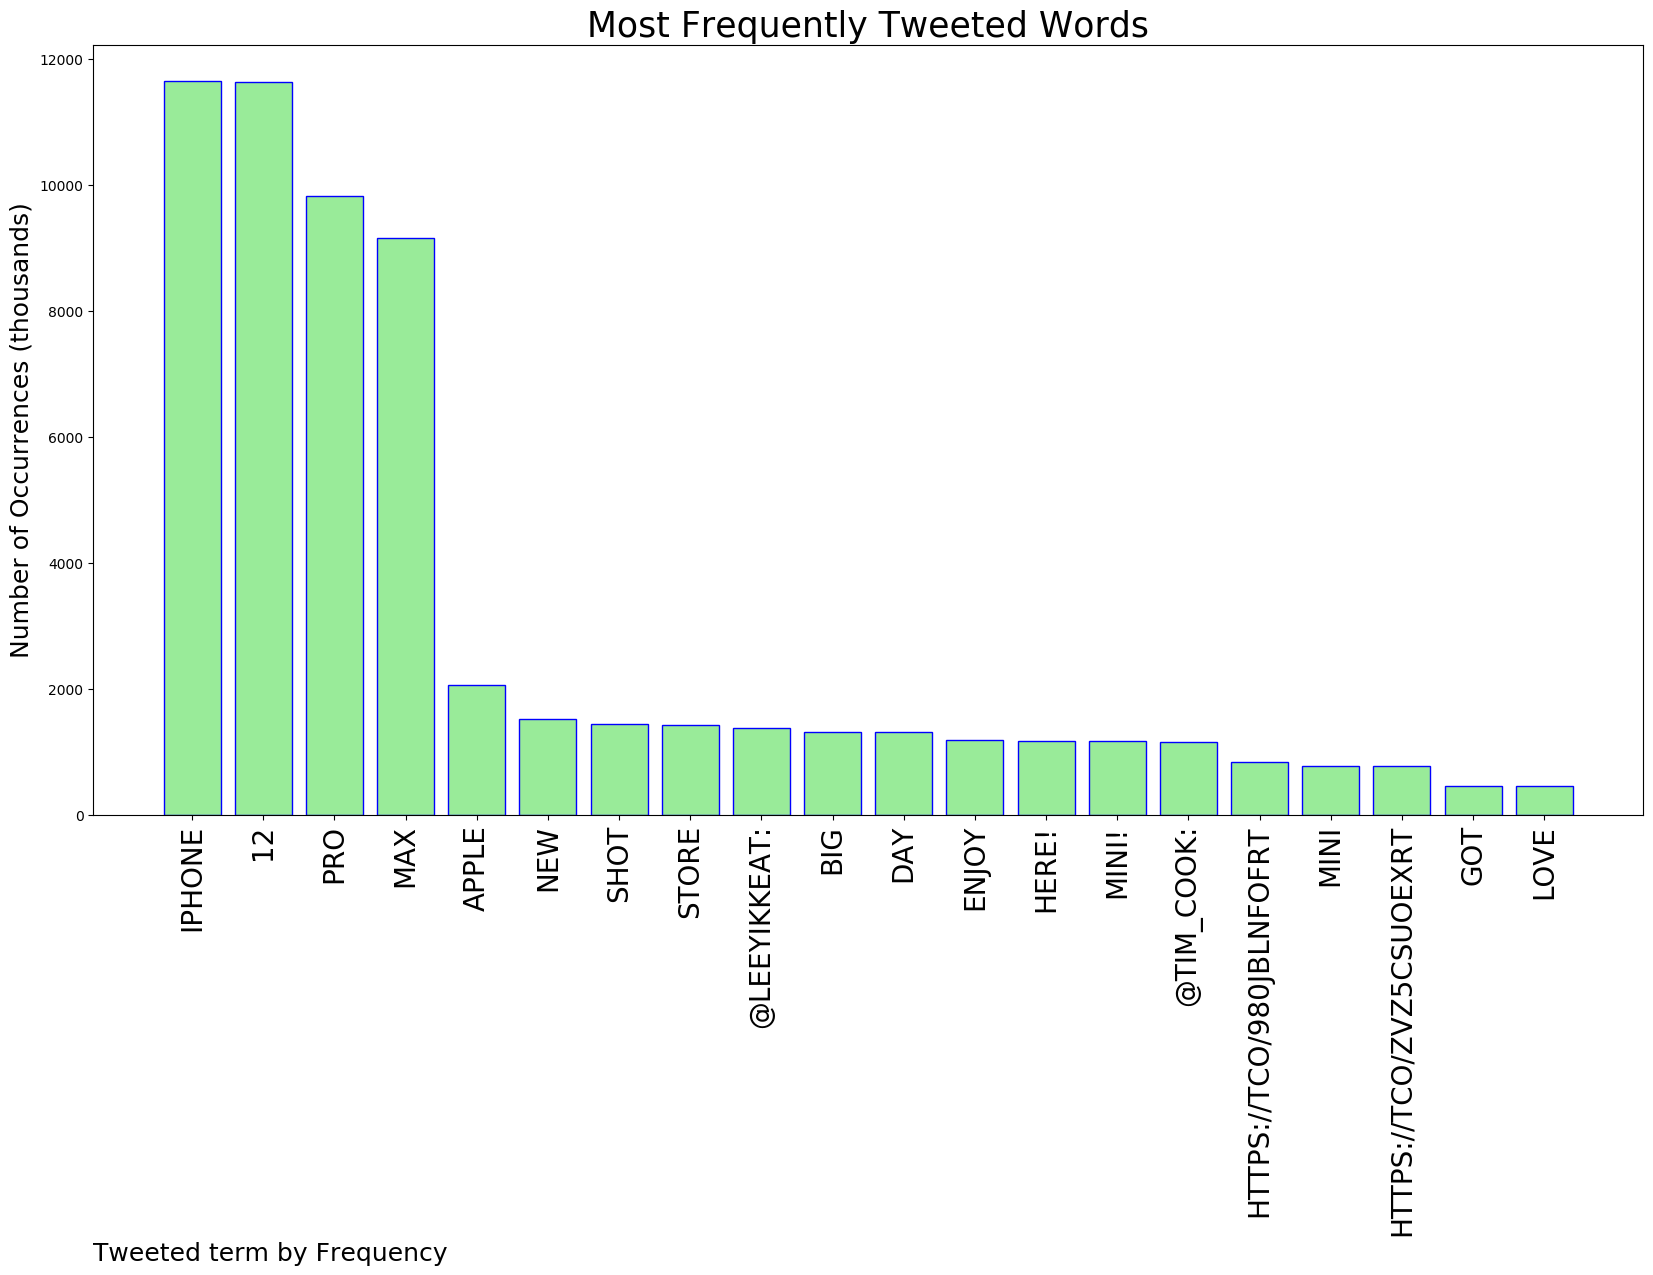 Most Frequently Tweeted Words
Number of Occurrences (thousands)
12000
10000
8000
6000
4000
2000
0
IPHONE
12
PRO
MAX
APPLE
NEW
SHOT
STORE
@LEEYIKKEAT:
BIG
DAY
ENJOY
HERE!
MINI!
@TIM_COOK:
HTTPS://TCO/980JBLNFOFRT
MINI
HTTPS://TCO/ZVZ5CSUOEXRT
GOT
LOVE
Tweeted term by Frequency